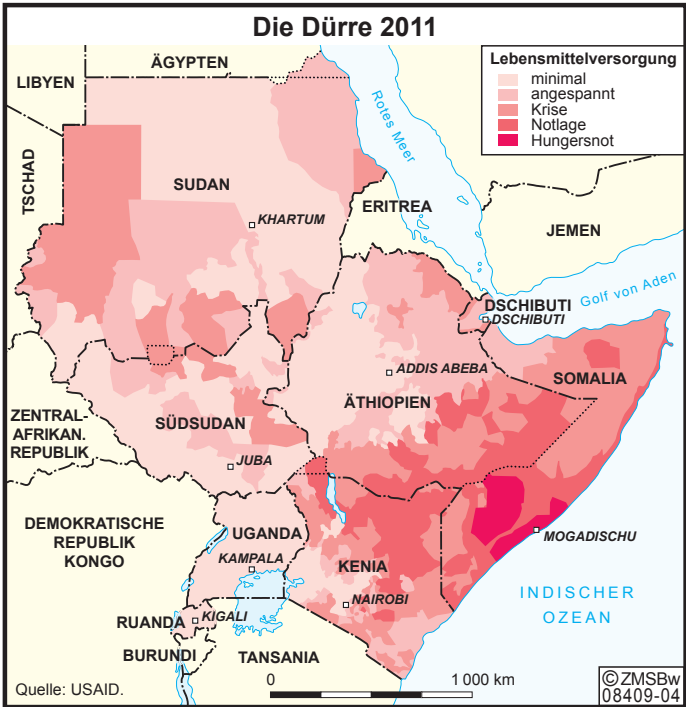 Die Dürre 2011
Lebensmittelversorgung
minimal
angespannt
Krise
Notlage
Hungersnot
ÄGYPTEN
LIBYEN
TSCHAD
SUDAN
KHARTUM
Rotes Meer
ERITREA
JEMEN
DSCHIBUTI
DSCHIBUTI
Golf von Aden
ADDIS ABEBA
SOMALIA
ÄTHIOPIEN
ZENTRAL-
AFRIKAN.
REPUBLIK
SÜDSUDAN
JUBA
DEMOKRATISCHE
REPUBLIK
KONGO
UGANDA
KAMPALA
KENIA
NAIROBI
MOGADISCHU
INDISCHER
OZEAN
RUANDA
KIGALI
BURUNDI
TANSANIA
Quelle: USAID.
0 1 000 km
©ZMSBw
08409-04